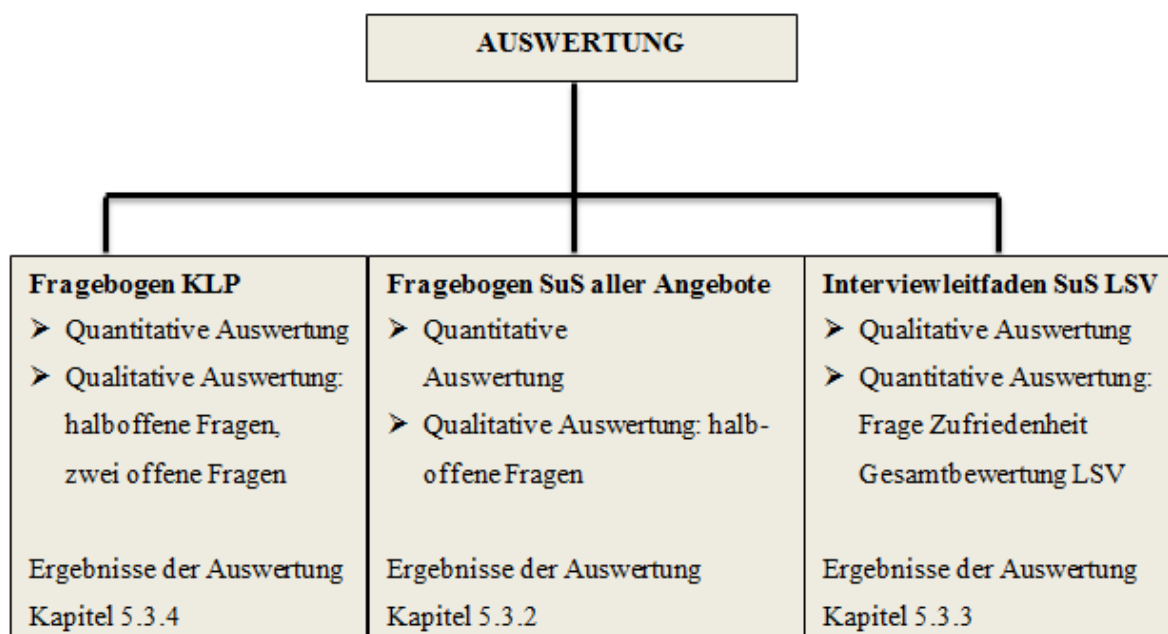 AUSWERTUNG
Fragebogen KLP
➤ Quantitative Auswertung
➤ Qualitative Auswertung:
halboffene Fragen,
zwei offene Fragen
Ergebnisse der Auswertung
Kapitel 5.3.4
Fragebogen SuS aller Angebote
➤ Quantitative
Auswertung
➤ Qualitative Auswertung: halb-
offene Fragen
Ergebnisse der Auswertung
Kapitel 5.3.2
Interviewleitfaden SuS LSV
➤ Qualitative Auswertung
➤ Quantitative Auswertung:
Frage Zufriedenheit
Gesamtbewertung LSV
Ergebnisse der Auswertung
Kapitel 5.3.3